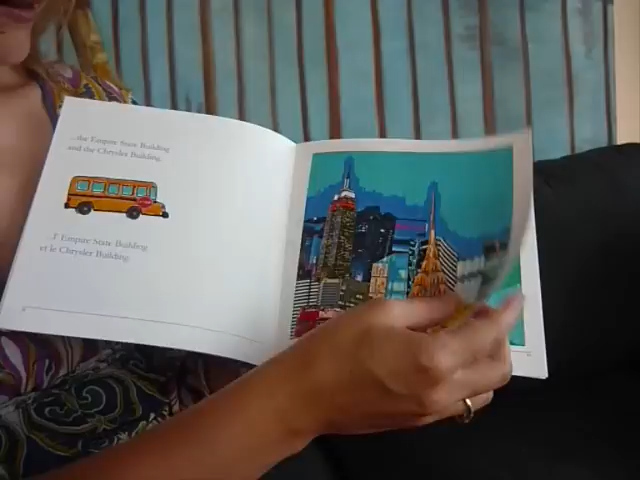 ...the Empire State Building
and the Chrysler Building.
...l' Empire State Building
et le Chrysler Building.